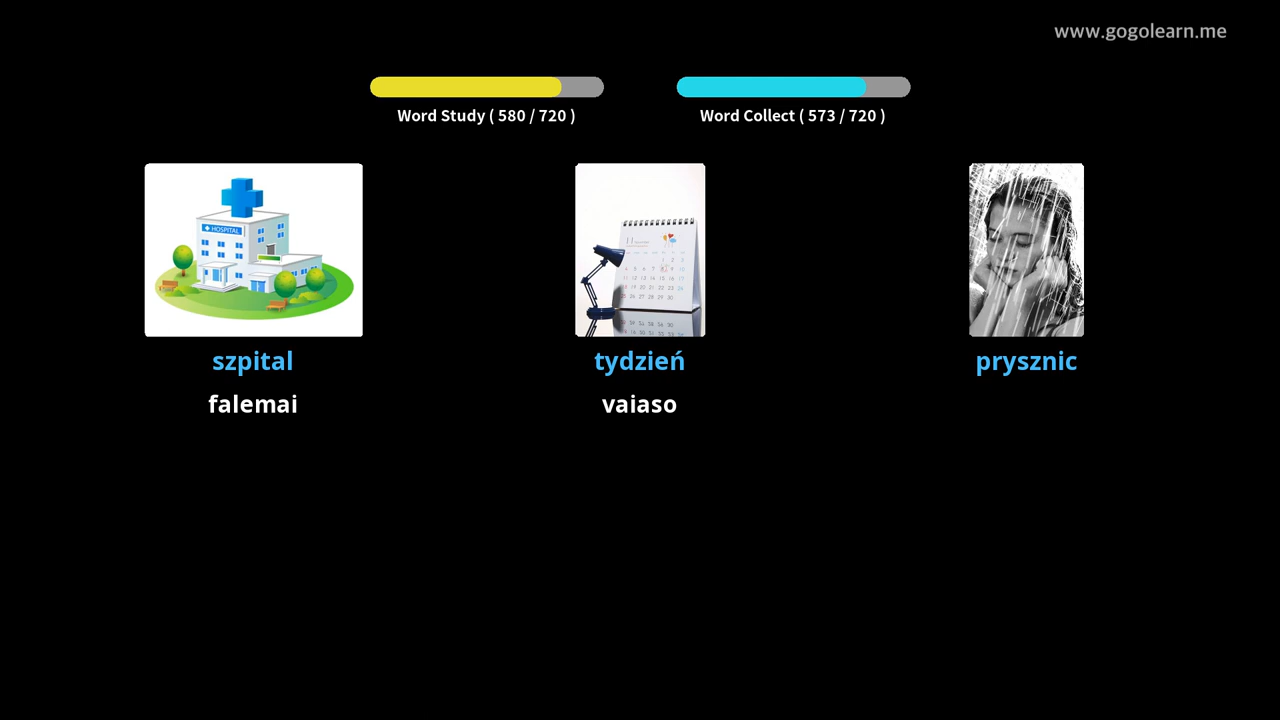 www.gogolearn.me
Word Study ( 580 / 720 )
Word Collect ( 573 / 720 )
HOSPITAL
szpital
tydzień
prysznic
falemai
vaiaso